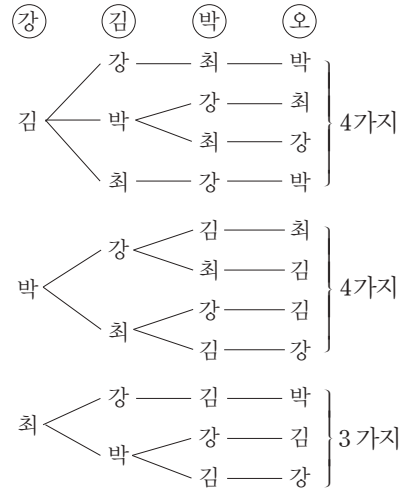 강 김 박 오
강 최 박
김 박 강 최 4가지
최 강
최 강 박
강 김 최
박 최 김 4가지
최 강 김
김 강
강 김 박
최 박 강 김 3 가지
김 강